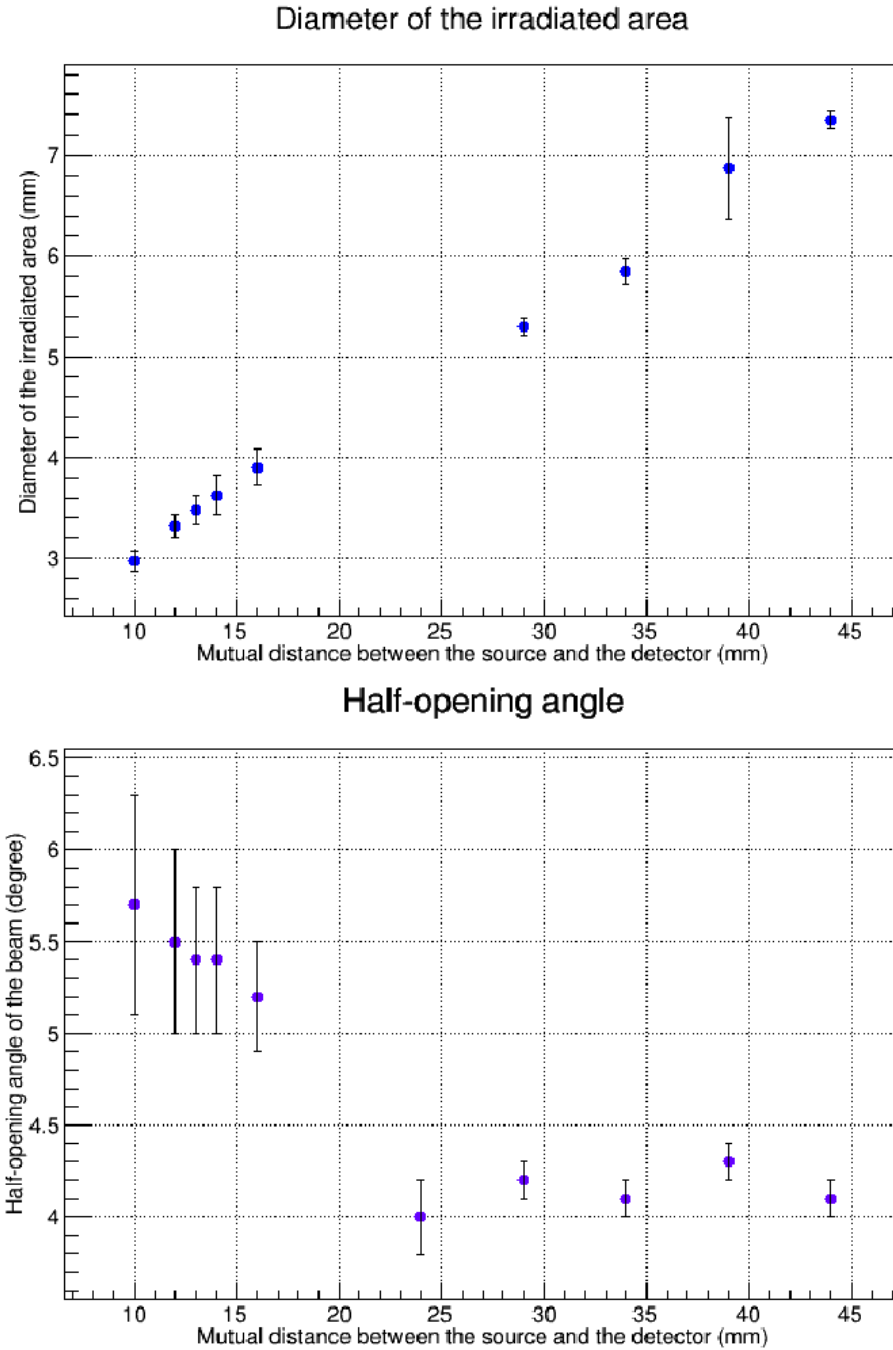 Diameter of the irradiated area
Diameter of the irradiated area (mm)
7
6
5
4
3
10 15 20 25 30 35 40 45
Mutual distance between the source and the detector (mm)
Half-opening angle
Half-opening angle of the beam (degree)
6.5
6
5.5
5
4.5
4
10 15 20 25 30 35 40 45
Mutual distance between the source and the detector (mm)